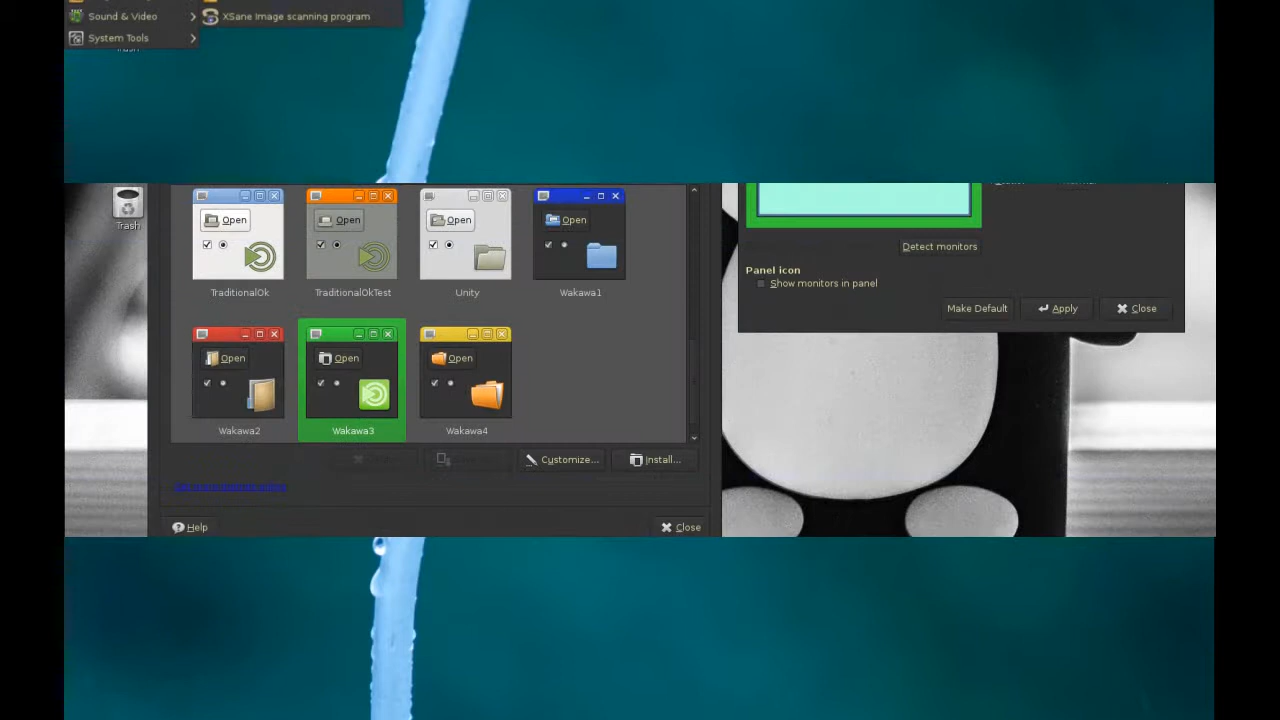 Sound & Video
XSane Image scanning program
System Tools
Trash
Trash
Open
Open
Open
Open
TraditionalOk
TraditionalOkTest
Unity
Wakawa1
Open
Open
Open
Wakawa2
Wakawa3
Wakawa4
Customize...
Install...
Help
Close
Detect monitors
Panel icon
Show monitors in panel
Make Default
Apply
Close